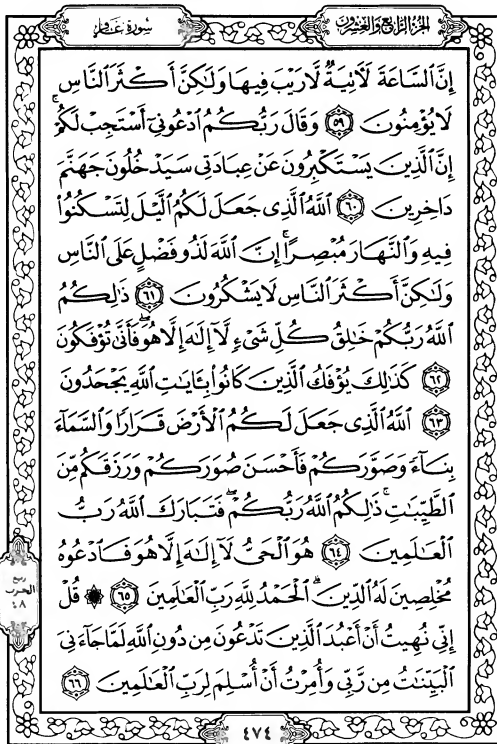 سورة غافر
الجزء الرابع والعشرون
إِنَّ ٱلسَّاعَةَ لَأٓتِيَةٌ لَّا رَيۡبَ فِيهَا وَلَٰكِنَّ أَكۡثَرَ ٱلنَّاسِ
لَا يُؤۡمِنُونَ ٥٩ وَقَالَ رَبُّكُمُ ٱدۡعُونِيٓ أَسۡتَجِبۡ لَكُمۡۚ
إِنَّ ٱلَّذِينَ يَسۡتَكۡبِرُونَ عَنۡ عِبَادَتِي سَيَدۡخُلُونَ جَهَنَّمَ
دَاخِرِينَ ٦٠ ٱللَّهُ ٱلَّذِي جَعَلَ لَكُمُ ٱلَّيۡلَ لِتَسۡكُنُواْ
فِيهِ وَٱلنَّهَارَ مُبۡصِرًاۚ إِنَّ ٱللَّهَ لَذُو فَضۡلٍ عَلَى ٱلنَّاسِ
وَلَٰكِنَّ أَكۡثَرَ ٱلنَّاسِ لَا يَشۡكُرُونَ ٦١ ذَٰلِكُمُ
ٱللَّهُ رَبُّكُمۡ خَٰلِقُ كُلِّ شَيۡءٖ لَّآ إِلَٰهَ إِلَّا هُوَۖ فَأَنَّىٰ تُؤۡفَكُونَ
٦٢ كَذَٰلِكَ يُؤۡفَكُ ٱلَّذِينَ كَانُواْ بِـَٔايَٰتِ ٱللَّهِ يَجۡحَدُونَ
٦٣ ٱللَّهُ ٱلَّذِي جَعَلَ لَكُمُ ٱلۡأَرۡضَ قَرَارٗا وَٱلسَّمَآءَ
بِنَآءٗ وَصَوَّرَكُمۡ فَأَحۡسَنَ صُوَرَكُمۡ وَرَزَقَكُم مِّنَ
ٱلطَّيِّبَٰتِۚ ذَٰلِكُمُ ٱللَّهُ رَبُّكُمۡۖ فَتَبَارَكَ ٱللَّهُ رَبُّ
ٱلۡعَٰلَمِينَ ٦٤ هُوَ ٱلۡحَيُّ لَآ إِلَٰهَ إِلَّا هُوَ فَٱدۡعُوهُ
مُخۡلِصِينَ لَهُ ٱلدِّينَۗ ٱلۡحَمۡدُ لِلَّهِ رَبِّ ٱلۡعَٰلَمِينَ ٦٥ ۞ قُلۡ
إِنِّي نُهِيتُ أَنۡ أَعۡبُدَ ٱلَّذِينَ تَدۡعُونَ مِن دُونِ ٱللَّهِ لَمَّا جَآءَنِيَ
ٱلۡبَيِّنَٰتُ مِن رَّبِّي وَأُمِرۡتُ أَنۡ أُسۡلِمَ لِرَبِّ ٱلۡعَٰلَمِينَ ٦٦
ربع
الحزب
٤٨
٤٧٤